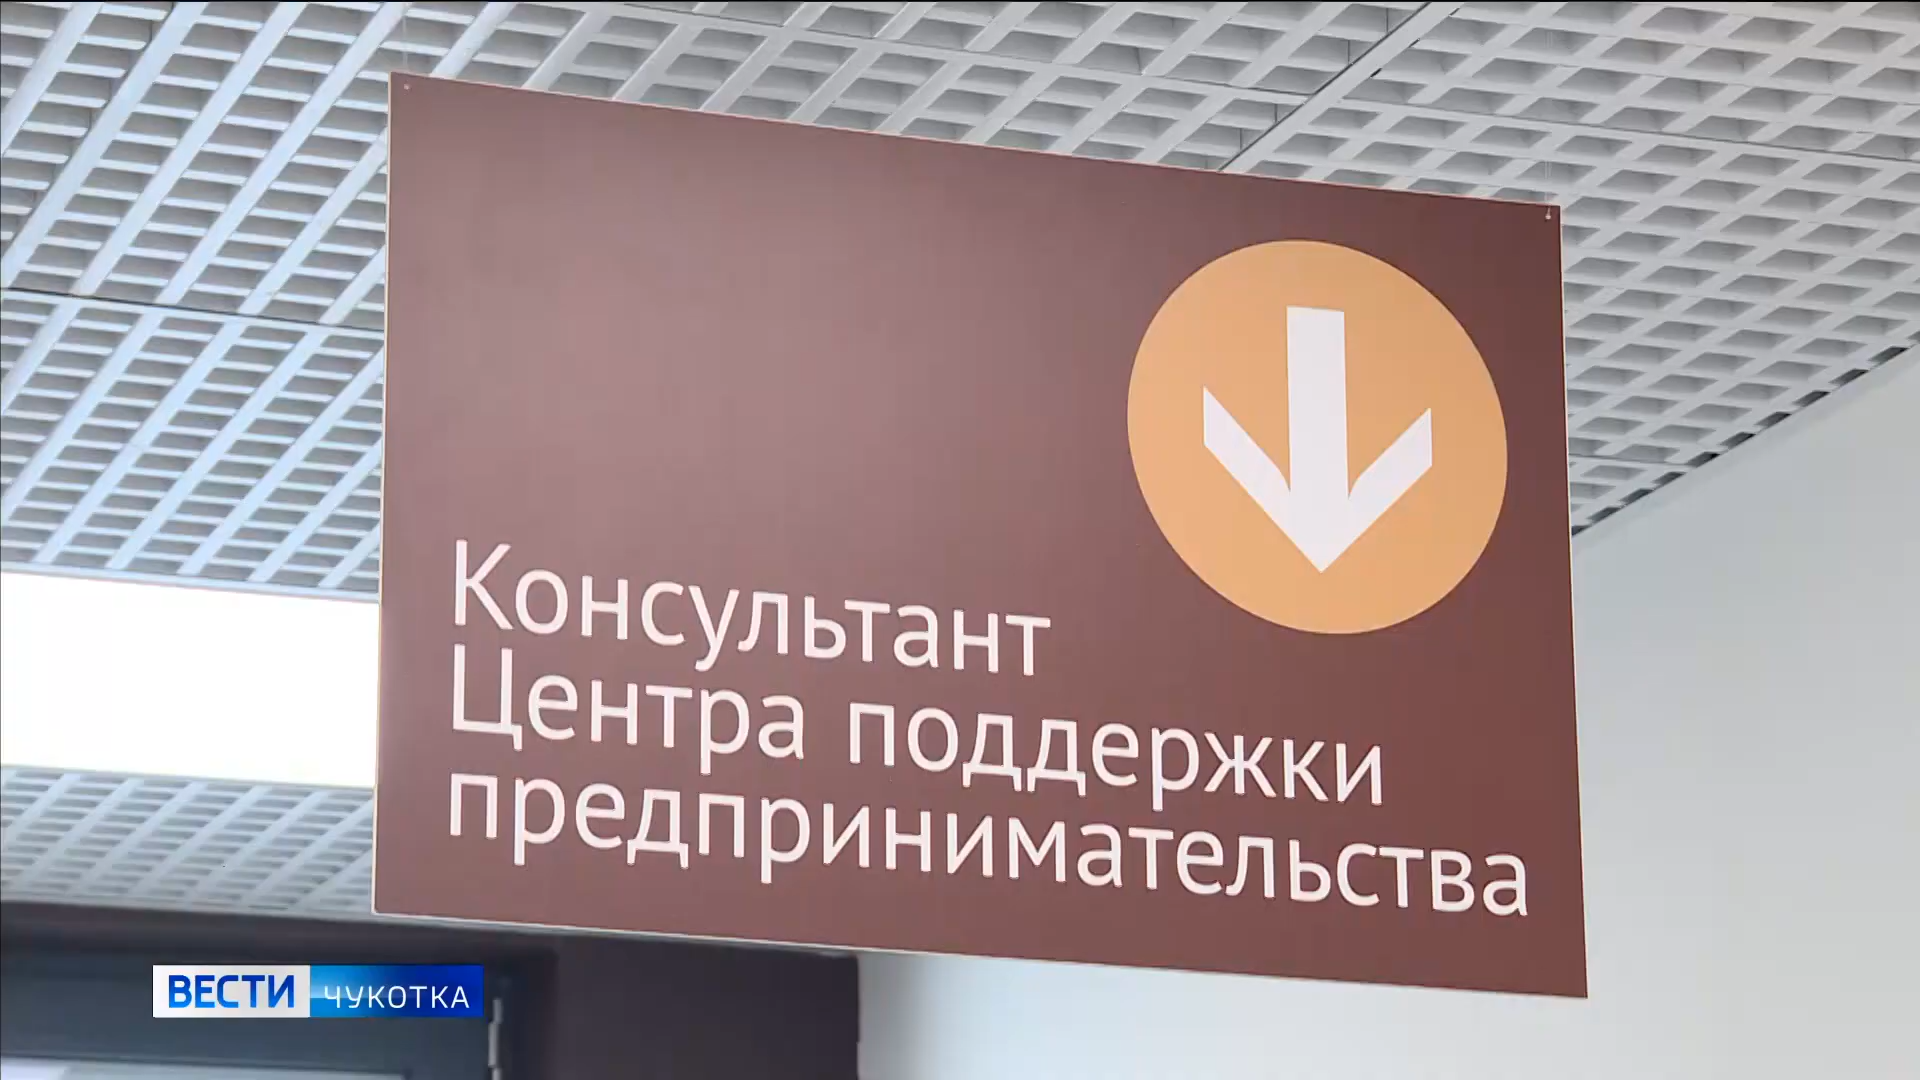 Консультант
Центра поддержки
предпринимательства
ВЕСТИ ЧУКОТКА